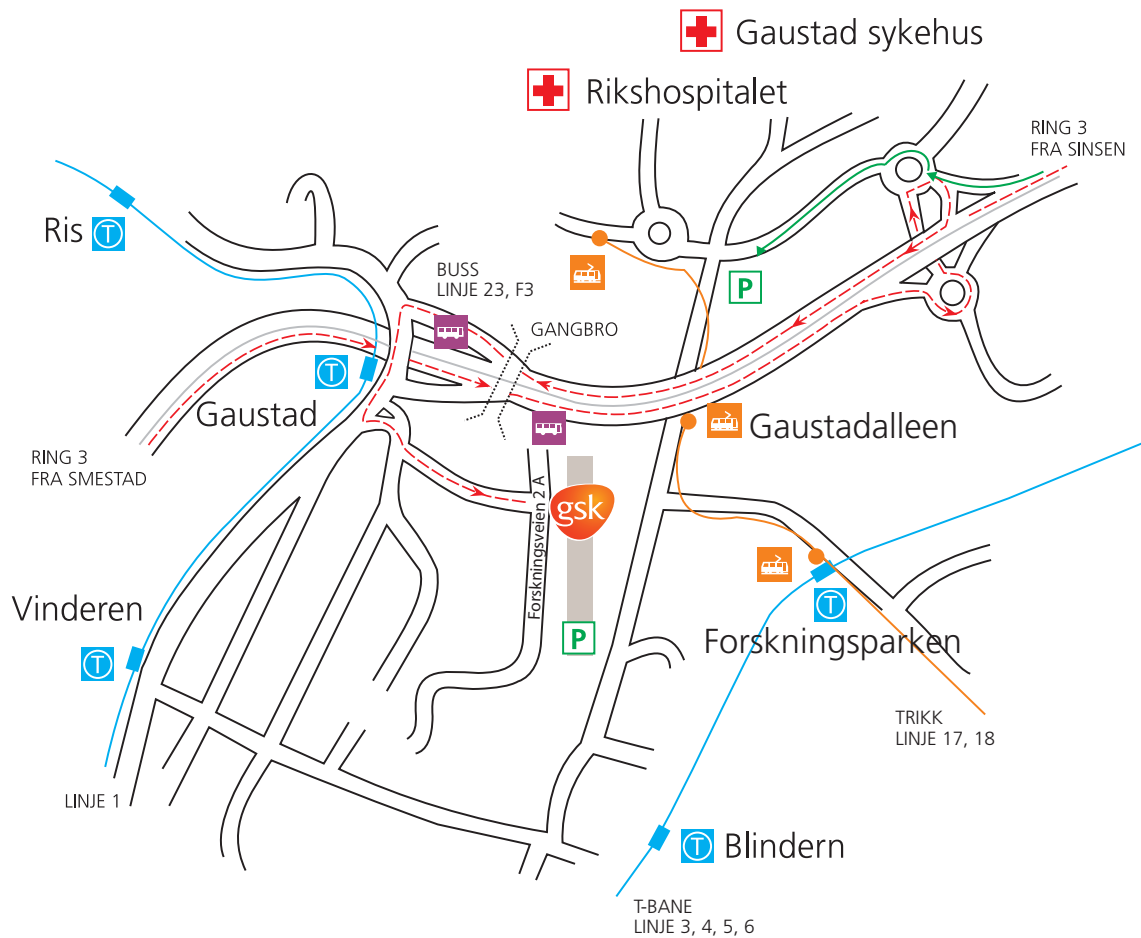 Gaustad sykehus
Rikshospitalet
RING 3
FRA SINSEN
Ris T
BUSS
LINJE 23, F3
P
GANGBRO
T
Gaustad
Gaustadalleen
RING 3
FRA SMESTAD
gsk
Forskningsveien 2 A
Vinderen
T
P
T
Forskningsparken
TRIKK
LINJE 17, 18
LINJE 1
T Blindern
T-BANE
LINJE 3, 4, 5, 6